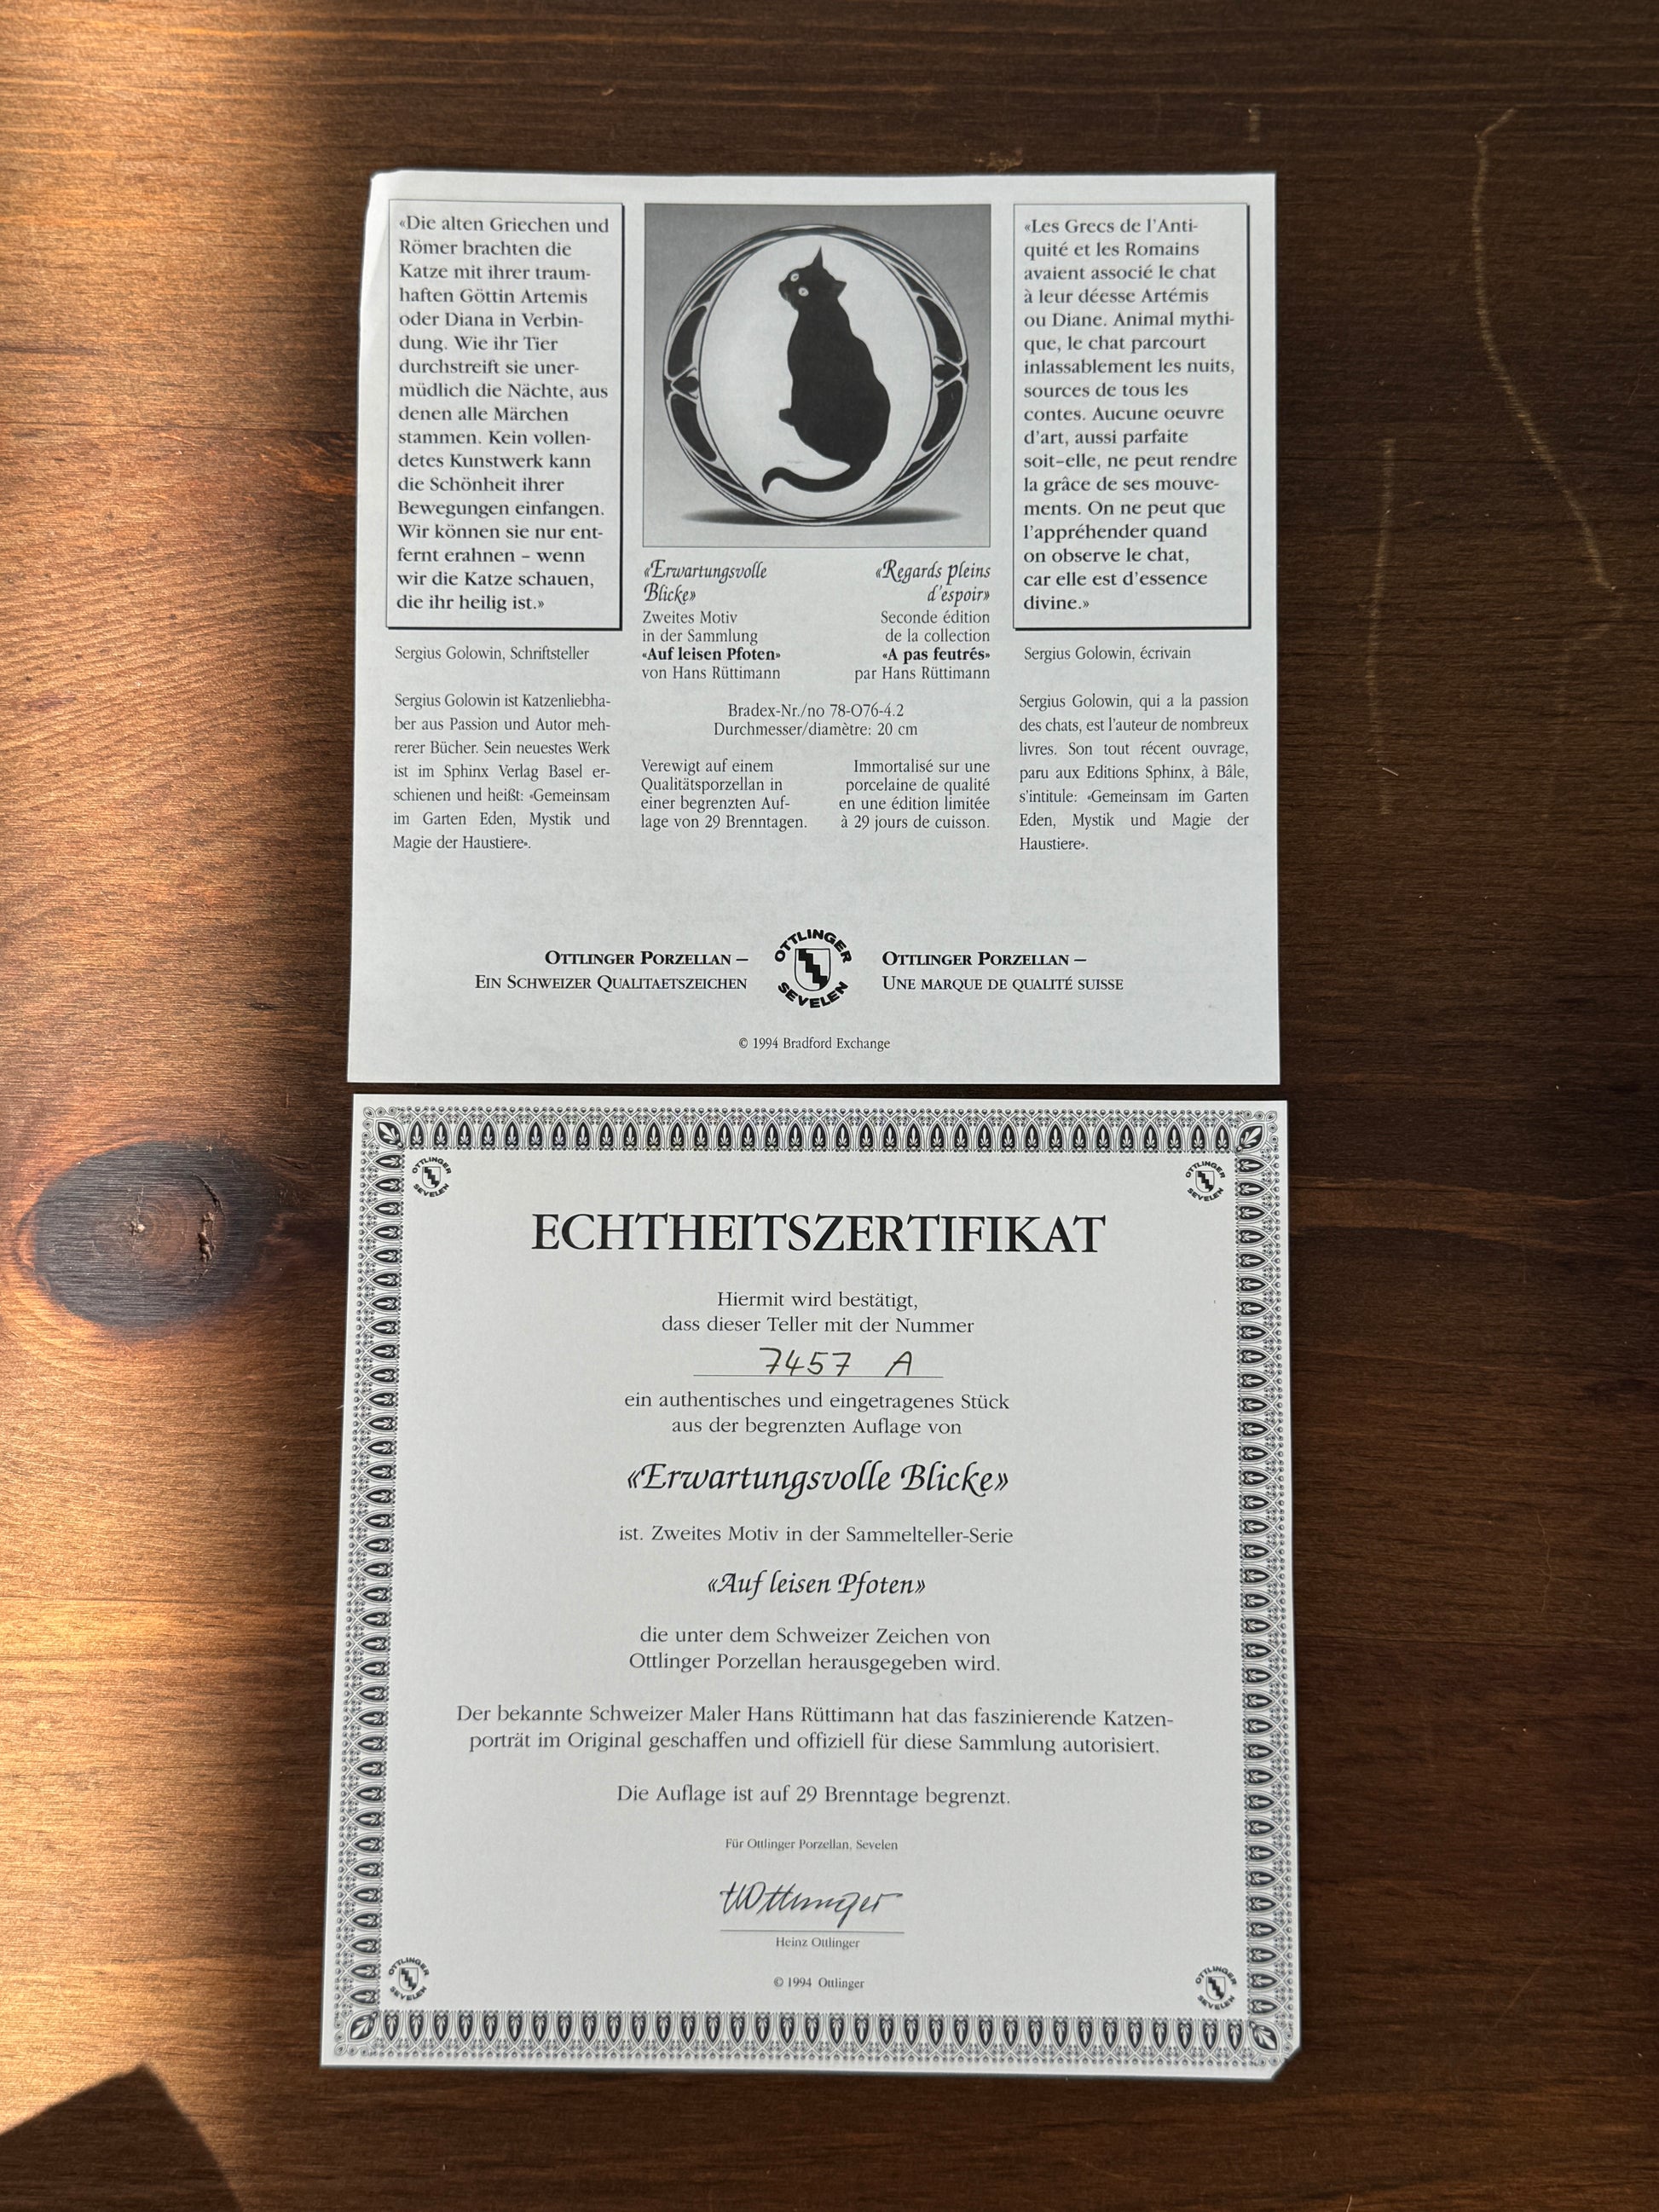 «Die alten Griechen und
Römer brachten die
Katze mit ihrer traum-
haften Göttin Artemis
oder Diana in Verbin-
dung. Wie ihr Tier
durchstreift sie uner-
müdlich die Nächte, aus
denen alle Märchen
stammen. Kein vollen-
detes Kunstwerk kann
die Schönheit ihrer
Bewegungen einfangen.
Wir können sie nur ent-
fernt erahnen – wenn
wir die Katze schauen,
die ihr heilig ist.»
Sergius Golowin, Schriftsteller
Sergius Golowin ist Katzenliebha-
ber aus Passion und Autor meh-
rerer Bücher. Sein neuestes Werk
ist im Sphinx Verlag Basel er-
schienen und heißt: «Gemeinsam
im Garten Eden, Mystik und
Magie der Haustiere».
«Erwartungsvolle
Blicke»
Zweites Motiv
in der Sammlung
«Auf leisen Pfoten»
von Hans Rüttimann
«Regards pleins
d'espoir»
Seconde édition
de la collection
«A pas feutrés»
par Hans Rüttimann
Bradex-Nr./no 78-O76-4.2
Durchmesser/diamètre: 20 cm
Verewigt auf einem
Qualitätsporzellan in
einer begrenzten Auf-
lage von 29 Brenntagen.
Immortalisé sur une
porcelaine de qualité
en une édition limitée
à 29 jours de cuisson.
«Les Grecs de l'Anti-
quité et les Romains
avaient associé le chat
à leur déesse Artémis
ou Diane. Animal mythi-
que, le chat parcourt
inlassablement les nuits,
sources de tous les
contes. Aucune oeuvre
d'art, aussi parfaite
soit-elle, ne peut rendre
la grâce de ses mouve-
ments. On ne peut que
l'appréhender quand
on observe le chat,
car elle est d'essence
divine.»
Sergius Golowin, écrivain
Sergius Golowin, qui a la passion
des chats, est l'auteur de nombreux
livres. Son tout récent ouvrage,
paru aux Editions Sphinx, à Bâle,
s'intitule: «Gemeinsam im Garten
Eden, Mystik und Magie der
Haustiere».
OTTLINGER PORZELLAN –
EIN SCHWEIZER QUALITAETSZEICHEN
OTTLINGER
SEVELEN
OTTLINGER PORZELLAN –
UNE MARQUE DE QUALITÉ SUISSE
© 1994 Bradford Exchange
OTTLINGER
SEVELEN
OTTLINGER
SEVELEN
ECHTHEITSZERTIFIKAT
Hiermit wird bestätigt,
dass dieser Teller mit der Nummer
7457 A
ein authentisches und eingetragenes Stück
aus der begrenzten Auflage von
«Erwartungsvolle Blicke»
ist. Zweites Motiv in der Sammelteller-Serie
«Auf leisen Pfoten»
die unter dem Schweizer Zeichen von
Ottlinger Porzellan herausgegeben wird.
Der bekannte Schweizer Maler Hans Rüttimann hat das faszinierende Katzen-
porträt im Original geschaffen und offiziell für diese Sammlung autorisiert.
Die Auflage ist auf 29 Brenntage begrenzt.
Für Ottlinger Porzellan, Sevelen
HOttlinger
Heinz Ottlinger
© 1994 Ottlinger
OTTLINGER
SEVELEN
OTTLINGER
SEVELEN